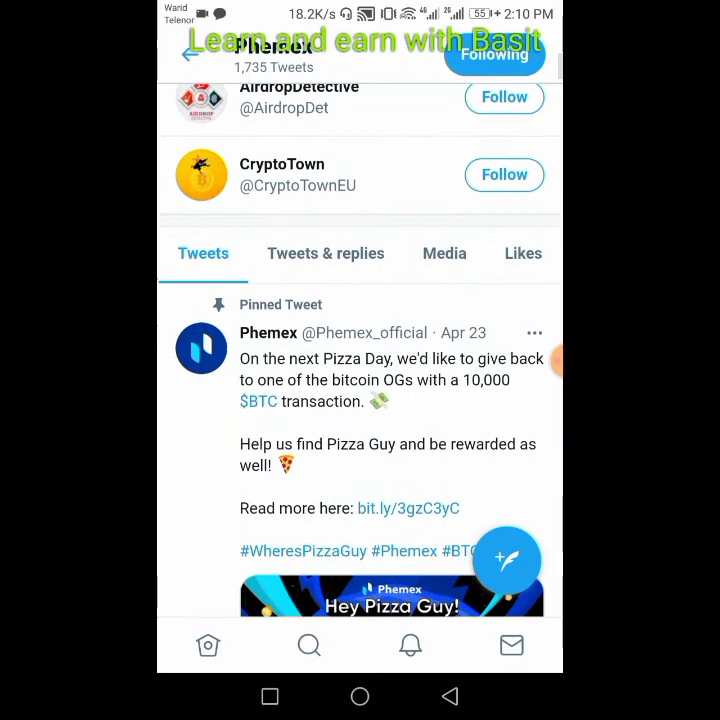 Warid
Telenor
18.2K/s 46 26 55 2:10 PM
Learn and earn with Basit
Phemex
1,735 Tweets
Following
AirdropDetective
@AirdropDet
Follow
AIRDROP
CryptoTown
@CryptoTownEU
Follow
Tweets Tweets & replies Media Likes
Pinned Tweet
Phemex @Phemex_official · Apr 23
On the next Pizza Day, we'd like to give back
to one of the bitcoin OGs with a 10,000
$BTC transaction. 💸
Help us find Pizza Guy and be rewarded as
well! 🍕
Read more here: bit.ly/3gzC3yC
#WheresPizzaGuy #Phemex #BTC
Phemex
Hey Pizza Guy!